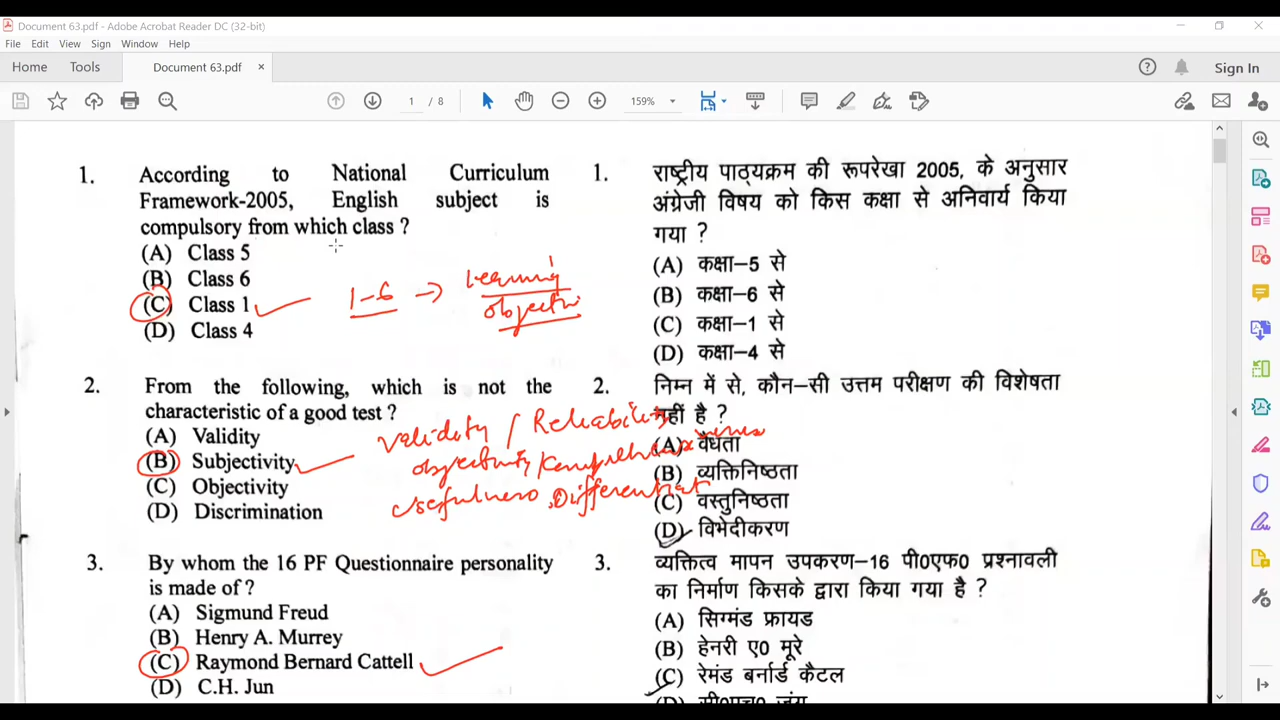 Document 63.pdf - Adobe Acrobat Reader DC (32-bit)
File Edit View Sign Window Help
Home Tools Document 63.pdf × Sign In
1 / 8 159%
1. According to National Curriculum
Framework-2005, English subject is
compulsory from which class ?
(A) Class 5
(B) Class 6
(C) Class 1
(D) Class 4
1-6 → learning
objective
2. From the following, which is not the
characteristic of a good test ?
(A) Validity
(B) Subjectivity
(C) Objectivity
(D) Discrimination
validity / Reliability
objectivity / Comprehensiveness
usefulness, Differentiat
3. By whom the 16 PF Questionnaire personality
is made of ?
(A) Sigmund Freud
(B) Henry A. Murrey
(C) Raymond Bernard Cattell
(D) C.H. Jun
1. राष्ट्रीय पाठ्यक्रम की रूपरेखा 2005, के अनुसार
अंग्रेजी विषय को किस कक्षा से अनिवार्य किया
गया ?
(A) कक्षा–5 से
(B) कक्षा–6 से
(C) कक्षा–1 से
(D) कक्षा–4 से
2. निम्न में से, कौन–सी उत्तम परीक्षण की विशेषता
नहीं है ?
(A) वैधता
(B) व्यक्तिनिष्ठता
(C) वस्तुनिष्ठता
(D) विभेदीकरण
3. व्यक्तित्व मापन उपकरण–16 पी0एफ0 प्रश्नावली
का निर्माण किसके द्वारा किया गया है ?
(A) सिग्मंड फ्रायड
(B) हेनरी ए0 मूरे
(C) रेमंड बर्नार्ड कैटल
(D) सी0एच0 जुंग